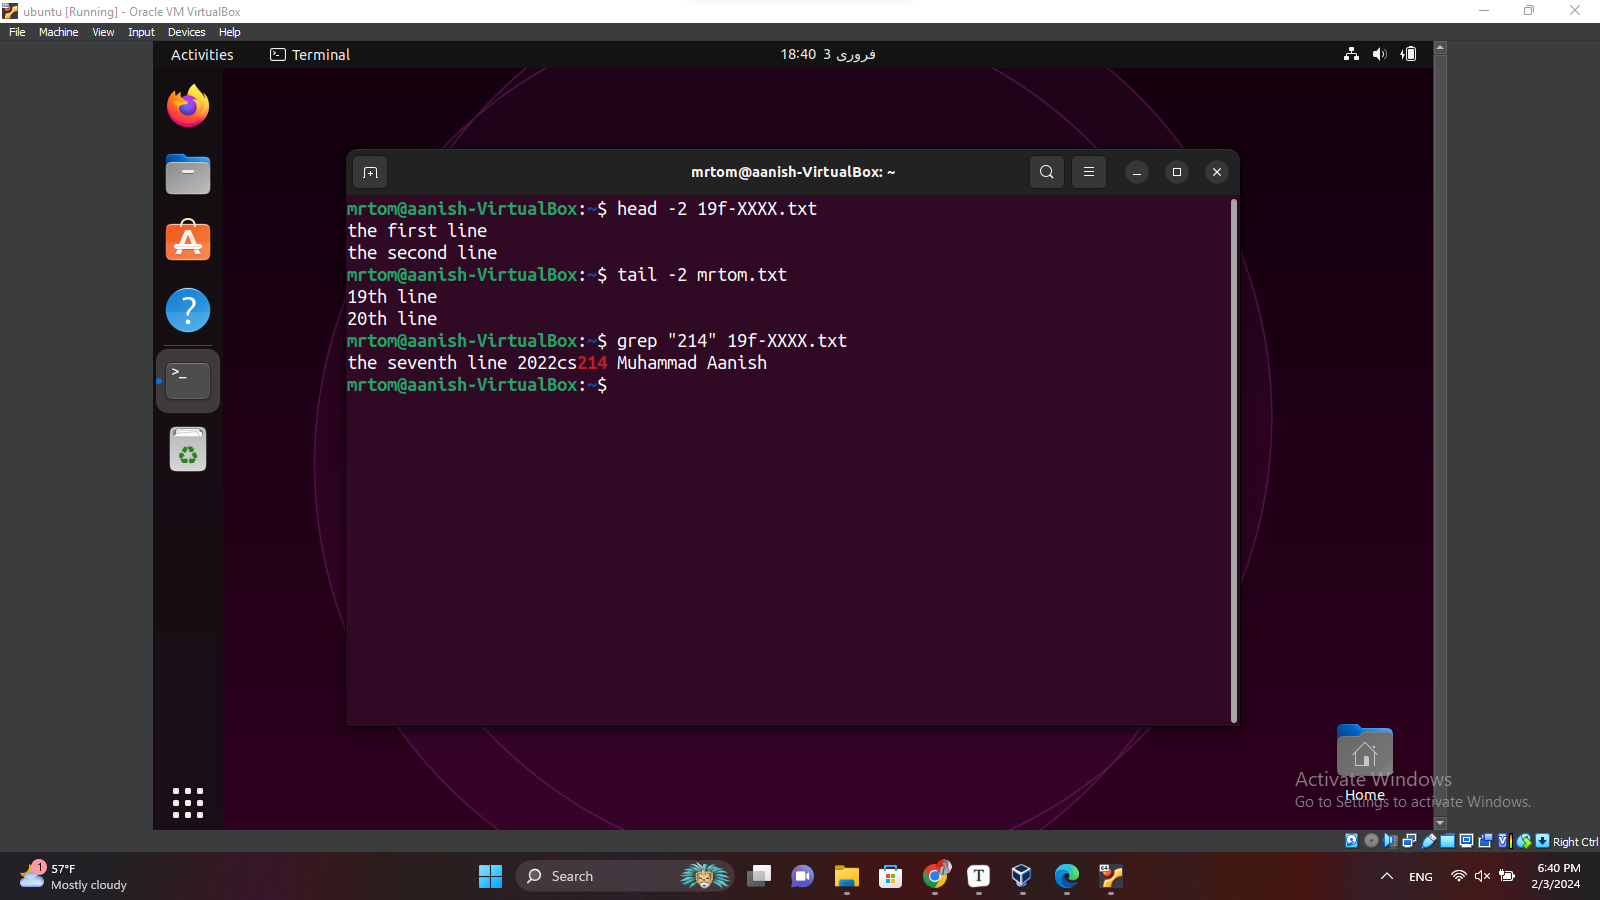 ubuntu [Running] - Oracle VM VirtualBox
File Machine View Input Devices Help
Activities Terminal 18:40 3 فروری
mrtom@aanish-VirtualBox: ~
mrtom@aanish-VirtualBox:~$ head -2 19f-XXXX.txt
the first line
the second line
mrtom@aanish-VirtualBox:~$ tail -2 mrtom.txt
19th line
20th line
mrtom@aanish-VirtualBox:~$ grep "214" 19f-XXXX.txt
the seventh line 2022cs214 Muhammad Aanish
mrtom@aanish-VirtualBox:~$
Activate Windows
Home
Go to Settings to activate Windows.
Right Ctrl
1
57°F
Mostly cloudy
Search
ENG
6:40 PM
2/3/2024